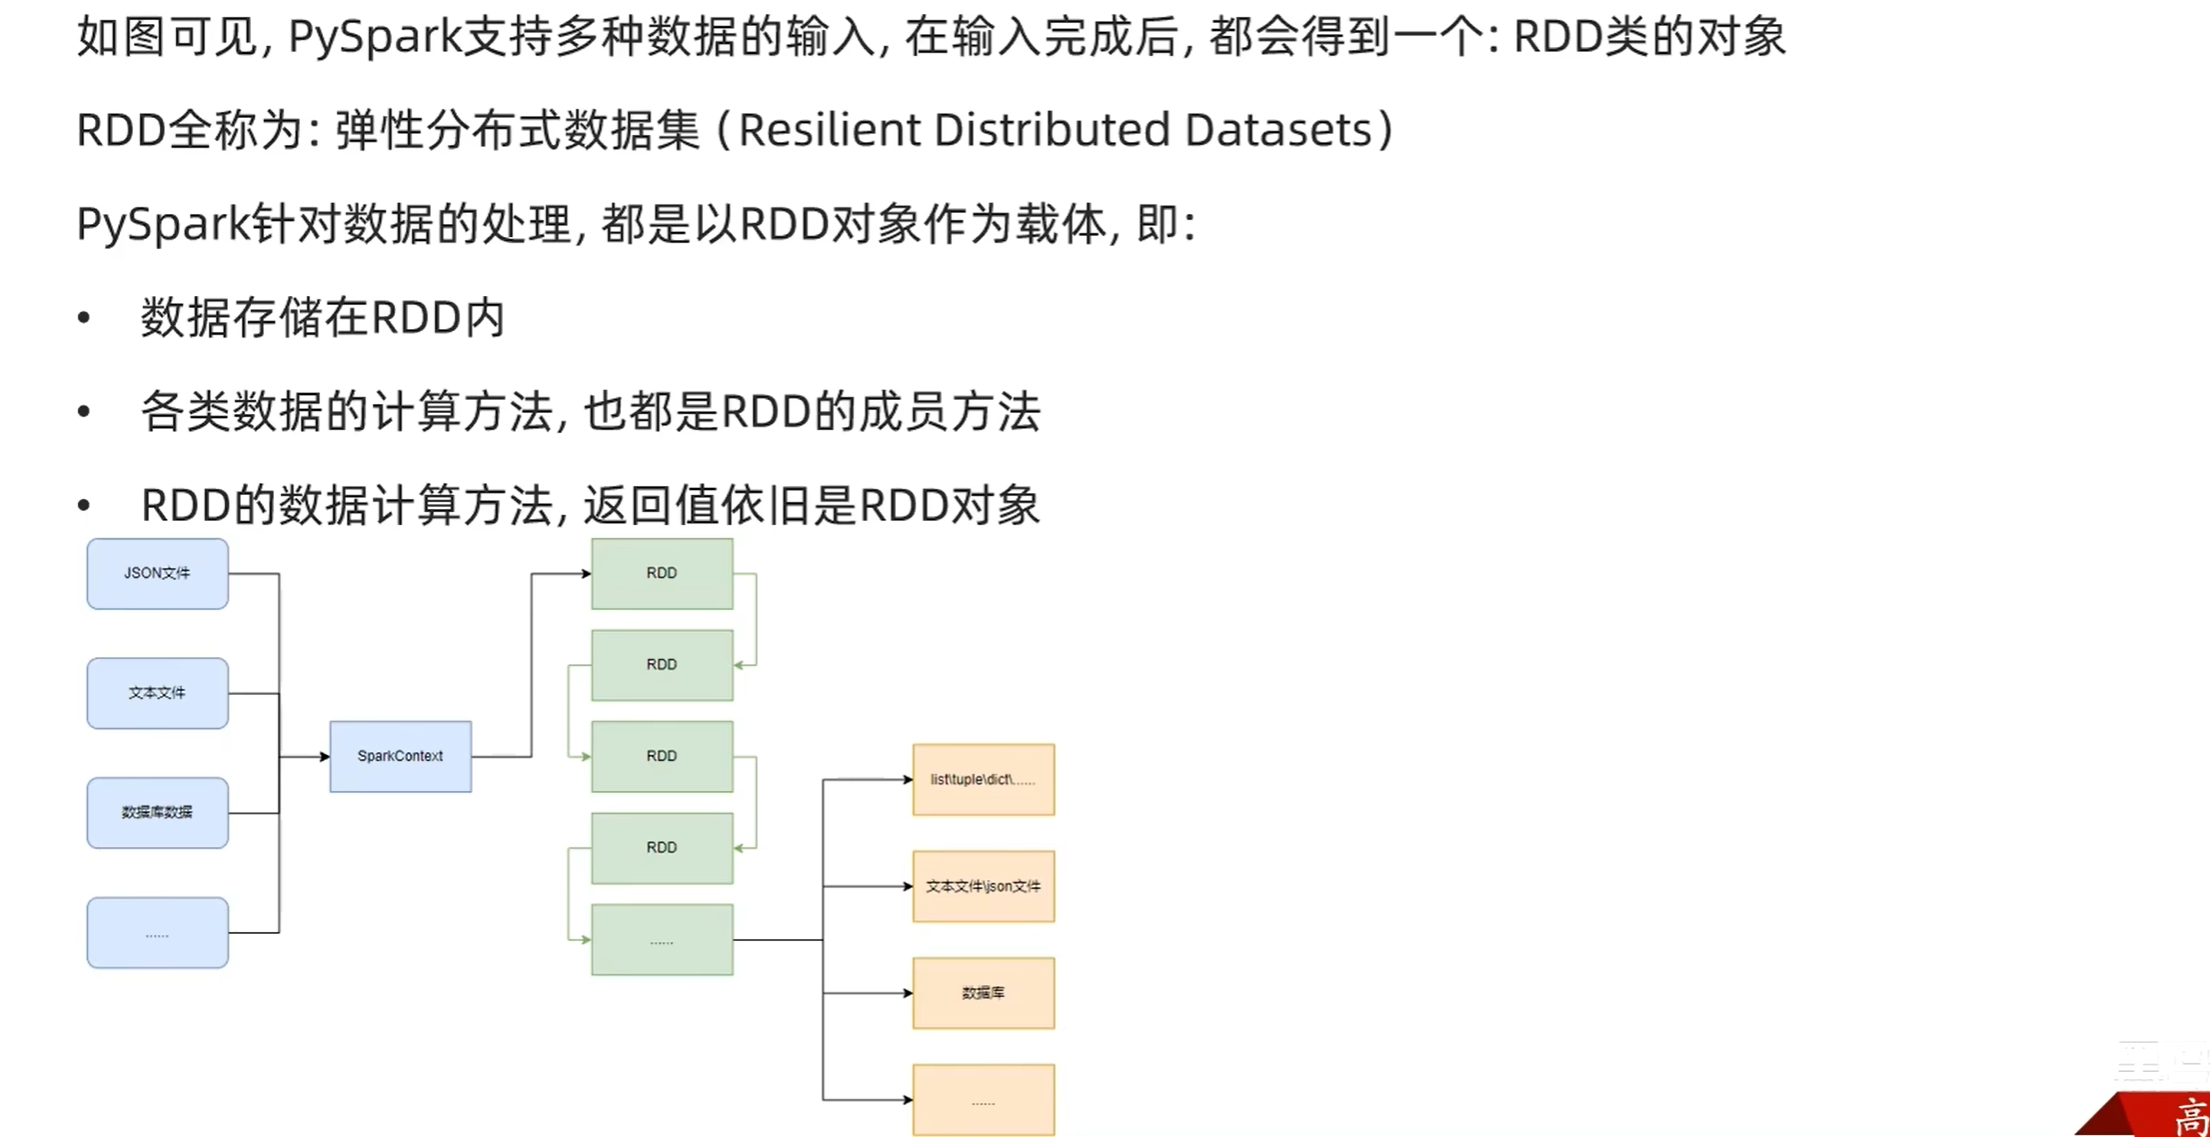 如图可见, PySpark支持多种数据的输入, 在输入完成后, 都会得到一个: RDD类的对象
RDD全称为: 弹性分布式数据集 (Resilient Distributed Datasets)
PySpark针对数据的处理, 都是以RDD对象作为载体, 即:
• 数据存储在RDD内
• 各类数据的计算方法, 也都是RDD的成员方法
• RDD的数据计算方法, 返回值依旧是RDD对象
JSON文件
文本文件
数据库数据
......
SparkContext
RDD
RDD
RDD
RDD
......
list\tuple\dict\......
文本文件\json文件
数据库
......
高